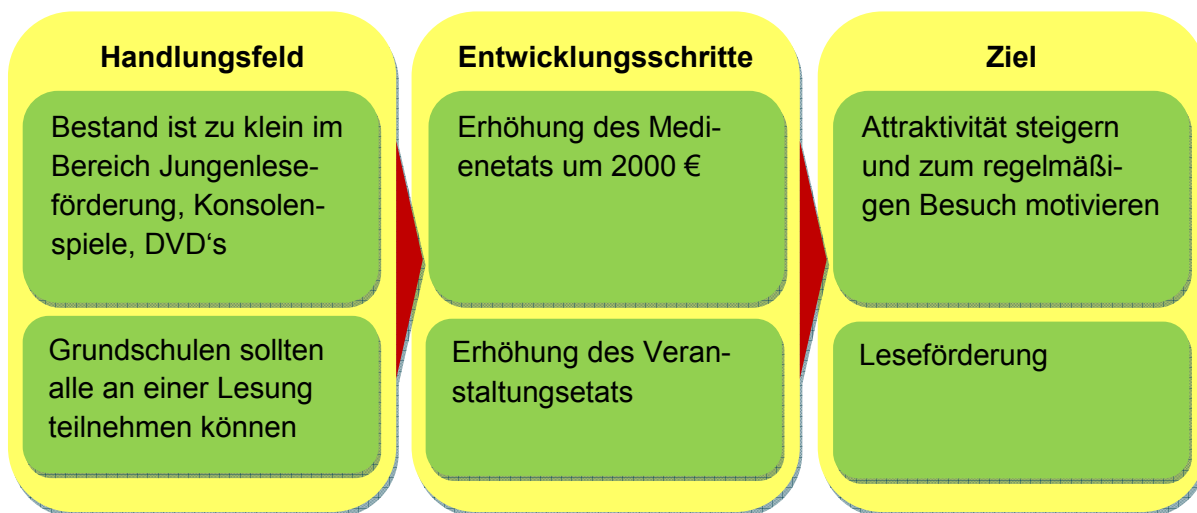 Handlungsfeld
Bestand ist zu klein im
Bereich Jungenlese-
förderung, Konsolen-
spiele, DVD‘s
Grundschulen sollten
alle an einer Lesung
teilnehmen können
Entwicklungsschritte
Erhöhung des Medi-
enetats um 2000 €
Erhöhung des Veran-
staltungsetats
Ziel
Attraktivität steigern
und zum regelmäßi-
gen Besuch motivieren
Leseförderung